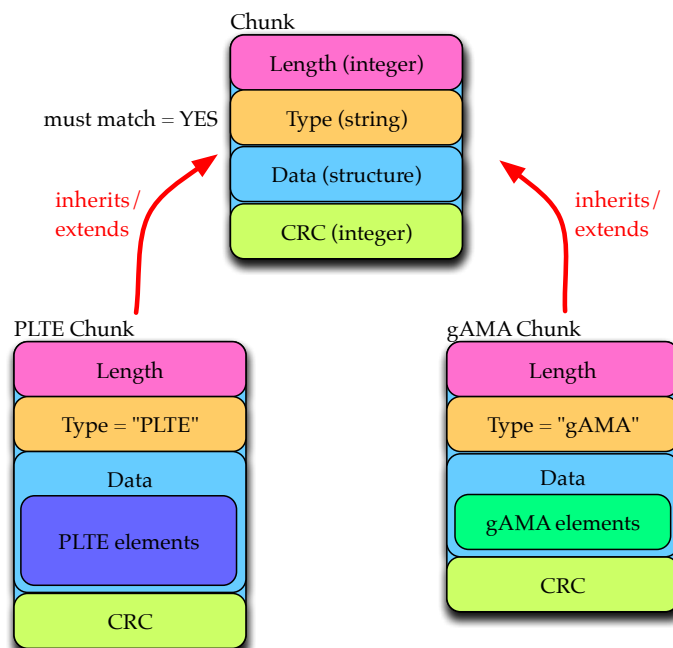 Chunk
Length (integer)
must match = YES
Type (string)
Data (structure)
inherits/
extends
inherits/
extends
CRC (integer)
PLTE Chunk
Length
Type = "PLTE"
Data
PLTE elements
CRC
gAMA Chunk
Length
Type = "gAMA"
Data
gAMA elements
CRC